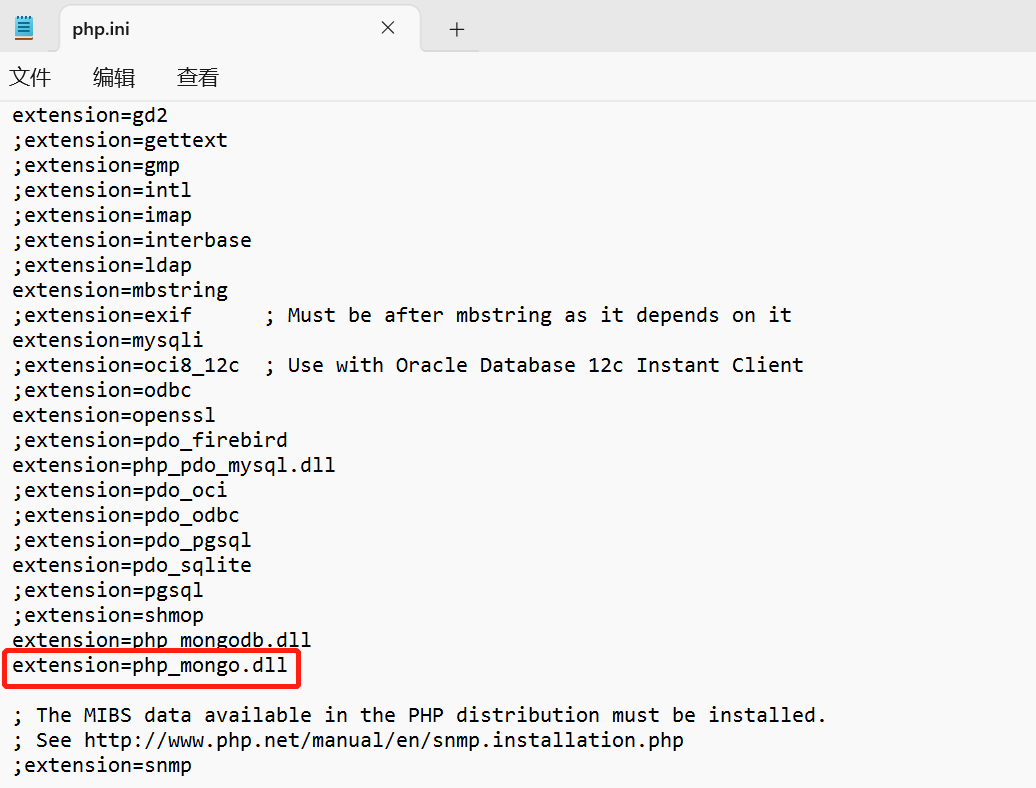 php.ini
文件 编辑 查看
extension=gd2
;extension=gettext
;extension=gmp
;extension=intl
;extension=imap
;extension=interbase
;extension=ldap
extension=mbstring
;extension=exif      ; Must be after mbstring as it depends on it
extension=mysqli
;extension=oci8_12c  ; Use with Oracle Database 12c Instant Client
;extension=odbc
extension=openssl
;extension=pdo_firebird
extension=php_pdo_mysql.dll
;extension=pdo_oci
;extension=pdo_odbc
;extension=pdo_pgsql
extension=pdo_sqlite
;extension=pgsql
;extension=shmop
extension=php_mongodb.dll
extension=php_mongo.dll
; The MIBS data available in the PHP distribution must be installed.
; See http://www.php.net/manual/en/snmp.installation.php
;extension=snmp